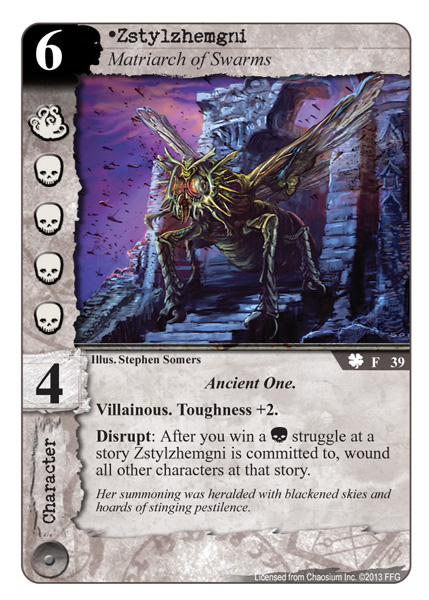 6
•Zstylzhemgni
Matriarch of Swarms
Illus. Stephen Somers
F 39
4
Ancient One.
Villainous. Toughness +2.
Disrupt: After you win a struggle at a
story Zstylzhemgni is committed to, wound
all other characters at that story.
Her summoning was heralded with blackened skies and
hoards of stinging pestilence.
Character
Licensed from Chaosium Inc. ©2013 FFG